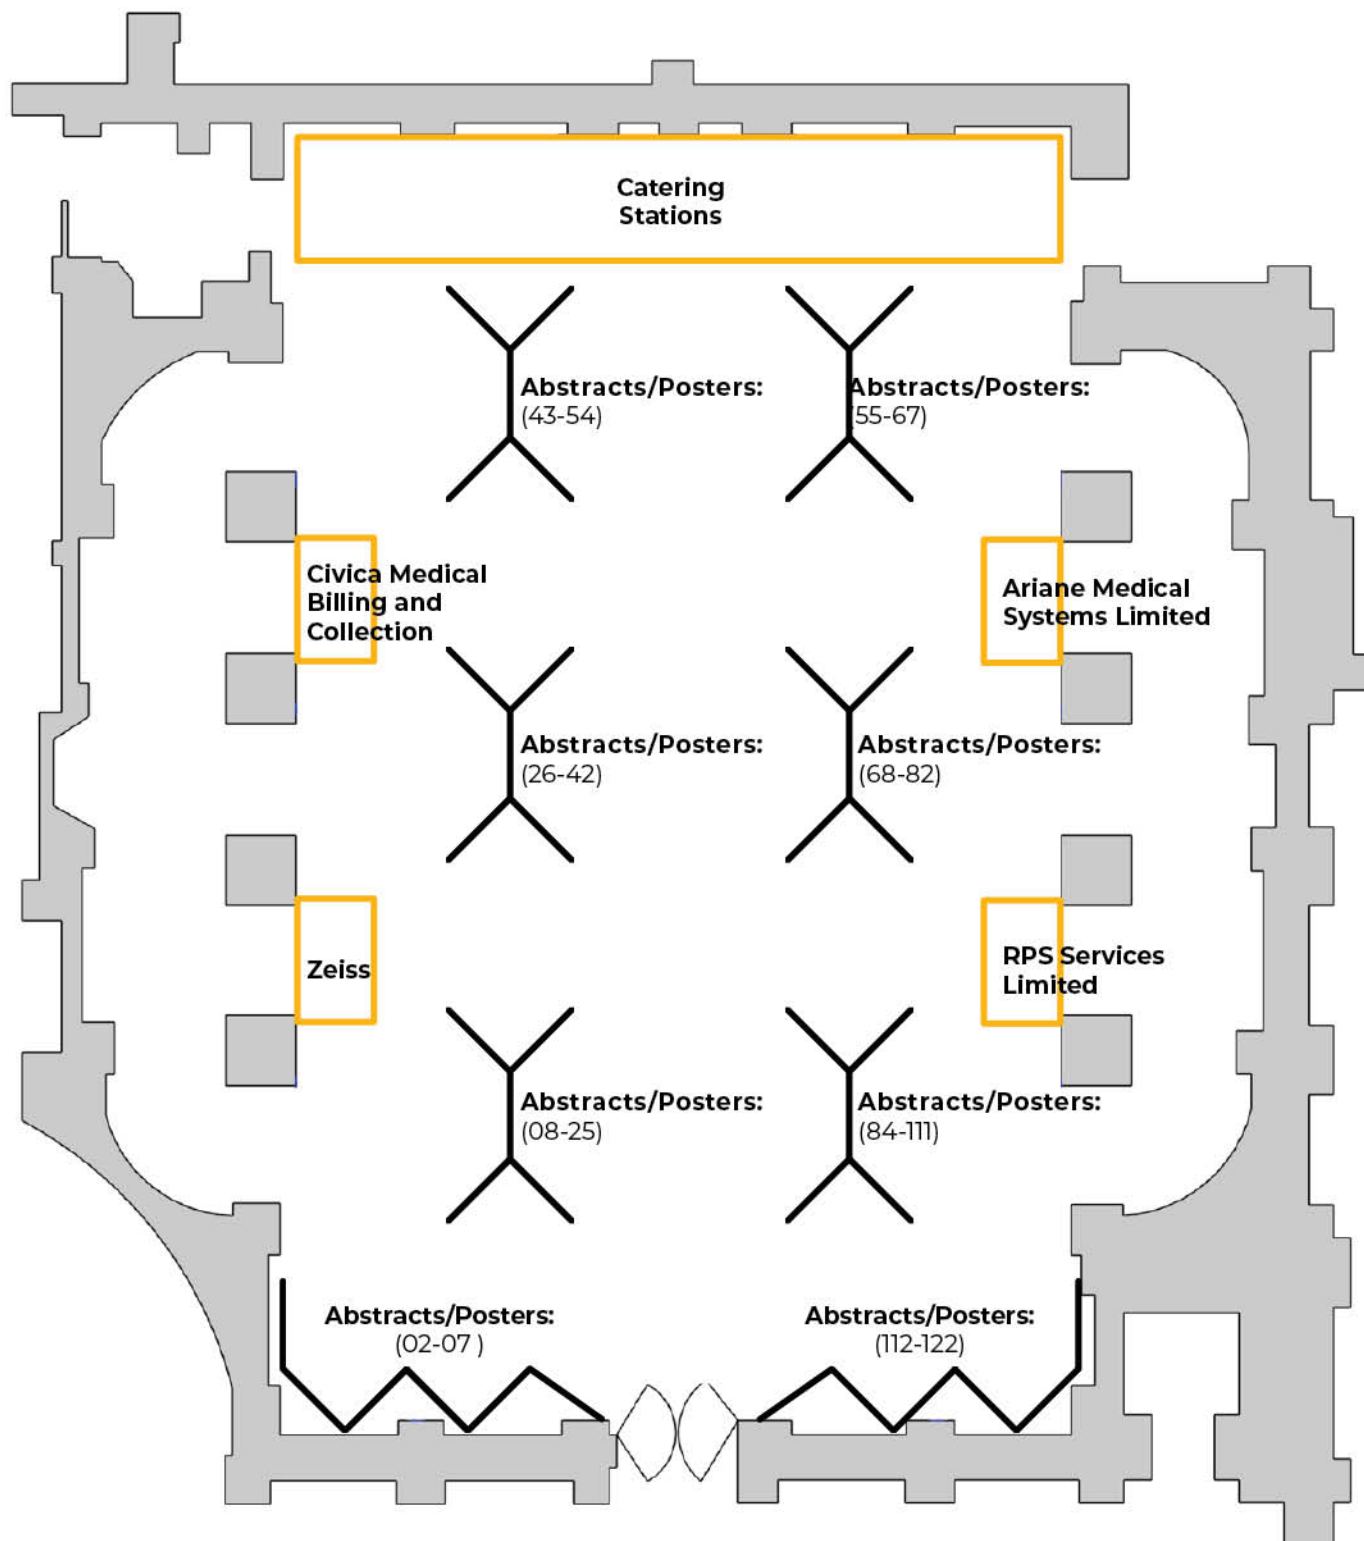 Catering
Stations
Abstracts/Posters:
(43-54)
Abstracts/Posters:
(55-67)
Civica Medical
Billing and
Collection
Ariane Medical
Systems Limited
Abstracts/Posters:
(26-42)
Abstracts/Posters:
(68-82)
Zeiss
RPS Services
Limited
Abstracts/Posters:
(08-25)
Abstracts/Posters:
(84-111)
Abstracts/Posters:
(02-07 )
Abstracts/Posters:
(112-122)